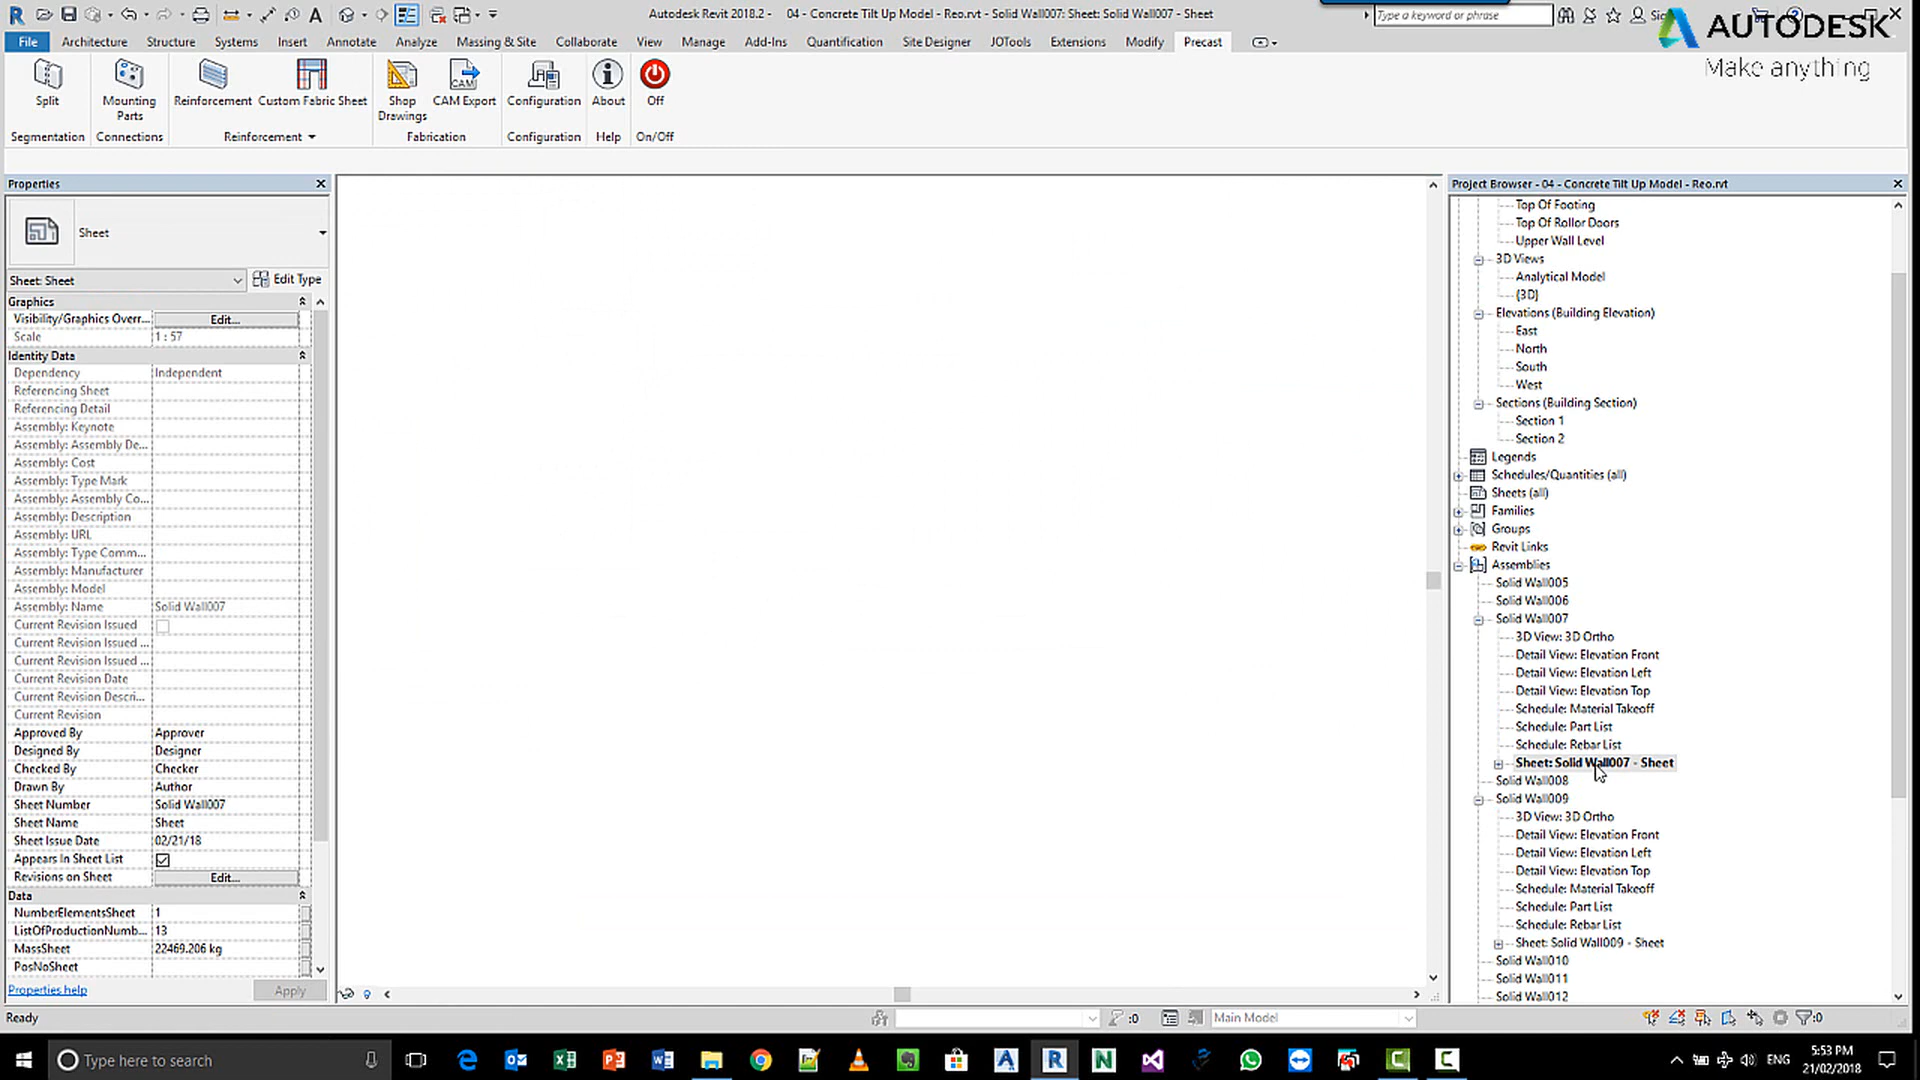 Autodesk Revit 2018.2 - 04 - Concrete Tilt Up Model - Reo.rvt - Solid Wall007: Sheet: Solid Wall007 - Sheet
Type a keyword or phrase
AUTODESK
Make anything
File Architecture Structure Systems Insert Annotate Analyze Massing & Site Collaborate View Manage Add-Ins Quantification Site Designer JOTools Extensions Modify Precast
Split
Mounting Parts
Reinforcement
Custom Fabric Sheet
Shop Drawings
CAM Export
Configuration
About
Off
Segmentation Connections Reinforcement Fabrication Configuration Help On/Off
Properties
Sheet
Sheet: Sheet
Edit Type
Graphics
Visibility/Graphics Overr... Edit...
Scale 1 : 57
Identity Data
Dependency Independent
Referencing Sheet
Referencing Detail
Assembly: Keynote
Assembly: Assembly De...
Assembly: Cost
Assembly: Type Mark
Assembly: Assembly Co...
Assembly: Description
Assembly: URL
Assembly: Type Comm...
Assembly: Manufacturer
Assembly: Model
Assembly: Name Solid Wall007
Current Revision Issued
Current Revision Issued ...
Current Revision Issued ...
Current Revision Date
Current Revision Descri...
Current Revision
Approved By Approver
Designed By Designer
Checked By Checker
Drawn By Author
Sheet Number Solid Wall007
Sheet Name Sheet
Sheet Issue Date 02/21/18
Appears In Sheet List
Revisions on Sheet Edit...
Data
NumberElementsSheet 1
ListOfProductionNumb... 13
MassSheet 22469.206 kg
PosNoSheet
Properties help Apply
Project Browser - 04 - Concrete Tilt Up Model - Reo.rvt
Top Of Footing
Top Of Rollor Doors
Upper Wall Level
3D Views
Analytical Model
{3D}
Elevations (Building Elevation)
East
North
South
West
Sections (Building Section)
Section 1
Section 2
Legends
Schedules/Quantities (all)
Sheets (all)
Families
Groups
Revit Links
Assemblies
Solid Wall005
Solid Wall006
Solid Wall007
3D View: 3D Ortho
Detail View: Elevation Front
Detail View: Elevation Left
Detail View: Elevation Top
Schedule: Material Takeoff
Schedule: Part List
Schedule: Rebar List
Sheet: Solid Wall007 - Sheet
Solid Wall008
Solid Wall009
3D View: 3D Ortho
Detail View: Elevation Front
Detail View: Elevation Left
Detail View: Elevation Top
Schedule: Material Takeoff
Schedule: Part List
Schedule: Rebar List
Sheet: Solid Wall009 - Sheet
Solid Wall010
Solid Wall011
Solid Wall012
Ready
:0
Main Model
:0
Type here to search
ENG
5:53 PM
21/02/2018